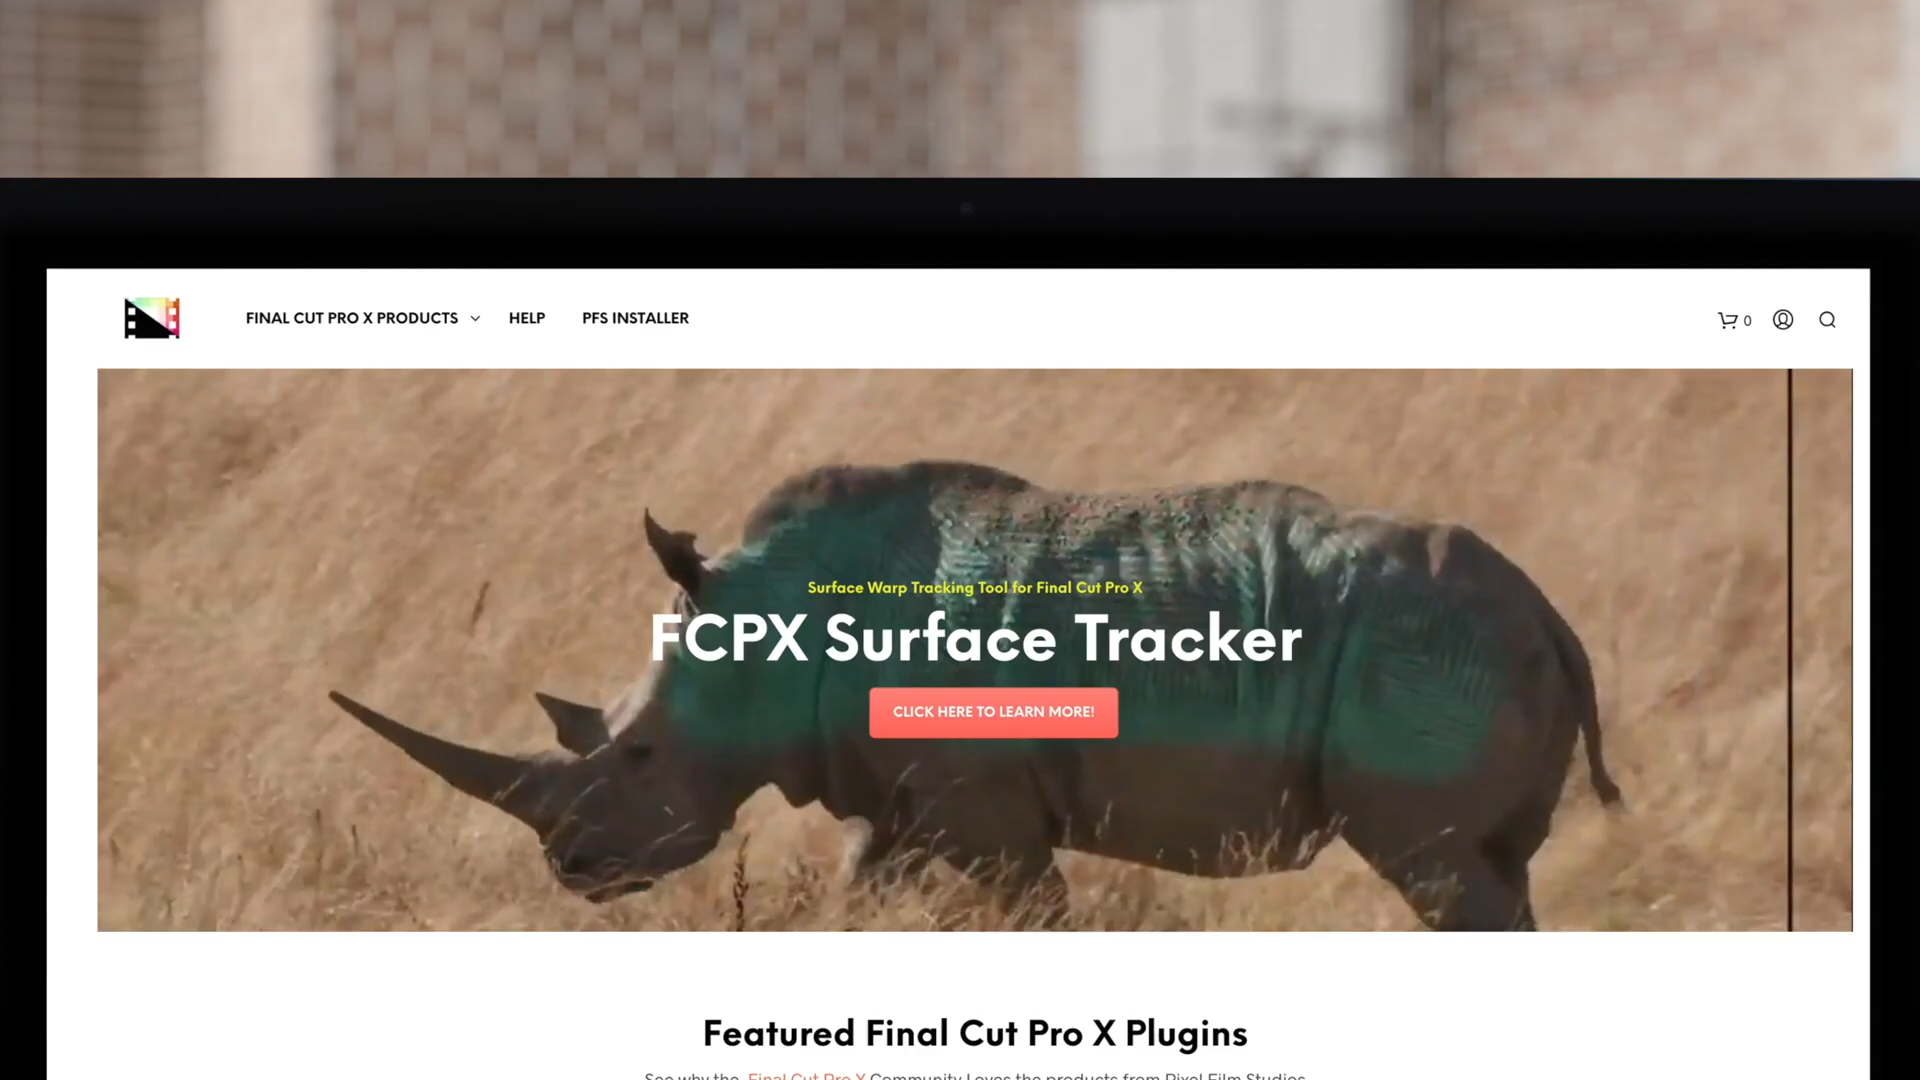 FINAL CUT PRO X PRODUCTS HELP PFS INSTALLER 0
Surface Warp Tracking Tool for Final Cut Pro X
FCPX Surface Tracker
CLICK HERE TO LEARN MORE!
Featured Final Cut Pro X Plugins
See why the Final Cut Pro X Community Loves the products from Pixel Film Studios